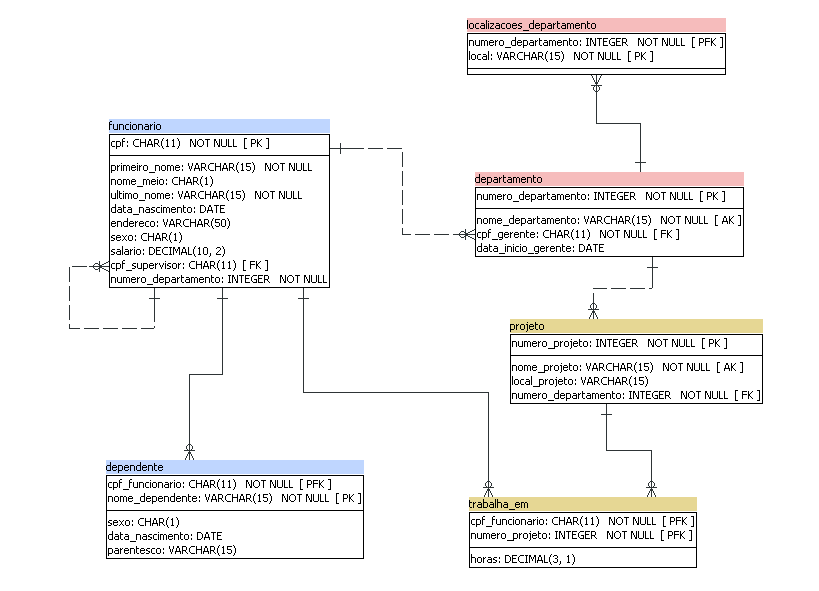 localizacoes_departamento
numero_departamento: INTEGER NOT NULL [ PFK ]
local: VARCHAR(15) NOT NULL [ PK ]
funcionario
cpf: CHAR(11) NOT NULL [ PK ]
primeiro_nome: VARCHAR(15) NOT NULL
nome_meio: CHAR(1)
ultimo_nome: VARCHAR(15) NOT NULL
data_nascimento: DATE
endereco: VARCHAR(50)
sexo: CHAR(1)
salario: DECIMAL(10, 2)
cpf_supervisor: CHAR(11) [ FK ]
numero_departamento: INTEGER NOT NULL
departamento
numero_departamento: INTEGER NOT NULL [ PK ]
nome_departamento: VARCHAR(15) NOT NULL [ AK ]
cpf_gerente: CHAR(11) NOT NULL [ FK ]
data_inicio_gerente: DATE
projeto
numero_projeto: INTEGER NOT NULL [ PK ]
nome_projeto: VARCHAR(15) NOT NULL [ AK ]
local_projeto: VARCHAR(15)
numero_departamento: INTEGER NOT NULL [ FK ]
dependente
cpf_funcionario: CHAR(11) NOT NULL [ PFK ]
nome_dependente: VARCHAR(15) NOT NULL [ PK ]
sexo: CHAR(1)
data_nascimento: DATE
parentesco: VARCHAR(15)
trabalha_em
cpf_funcionario: CHAR(11) NOT NULL [ PFK ]
numero_projeto: INTEGER NOT NULL [ PFK ]
horas: DECIMAL(3, 1)